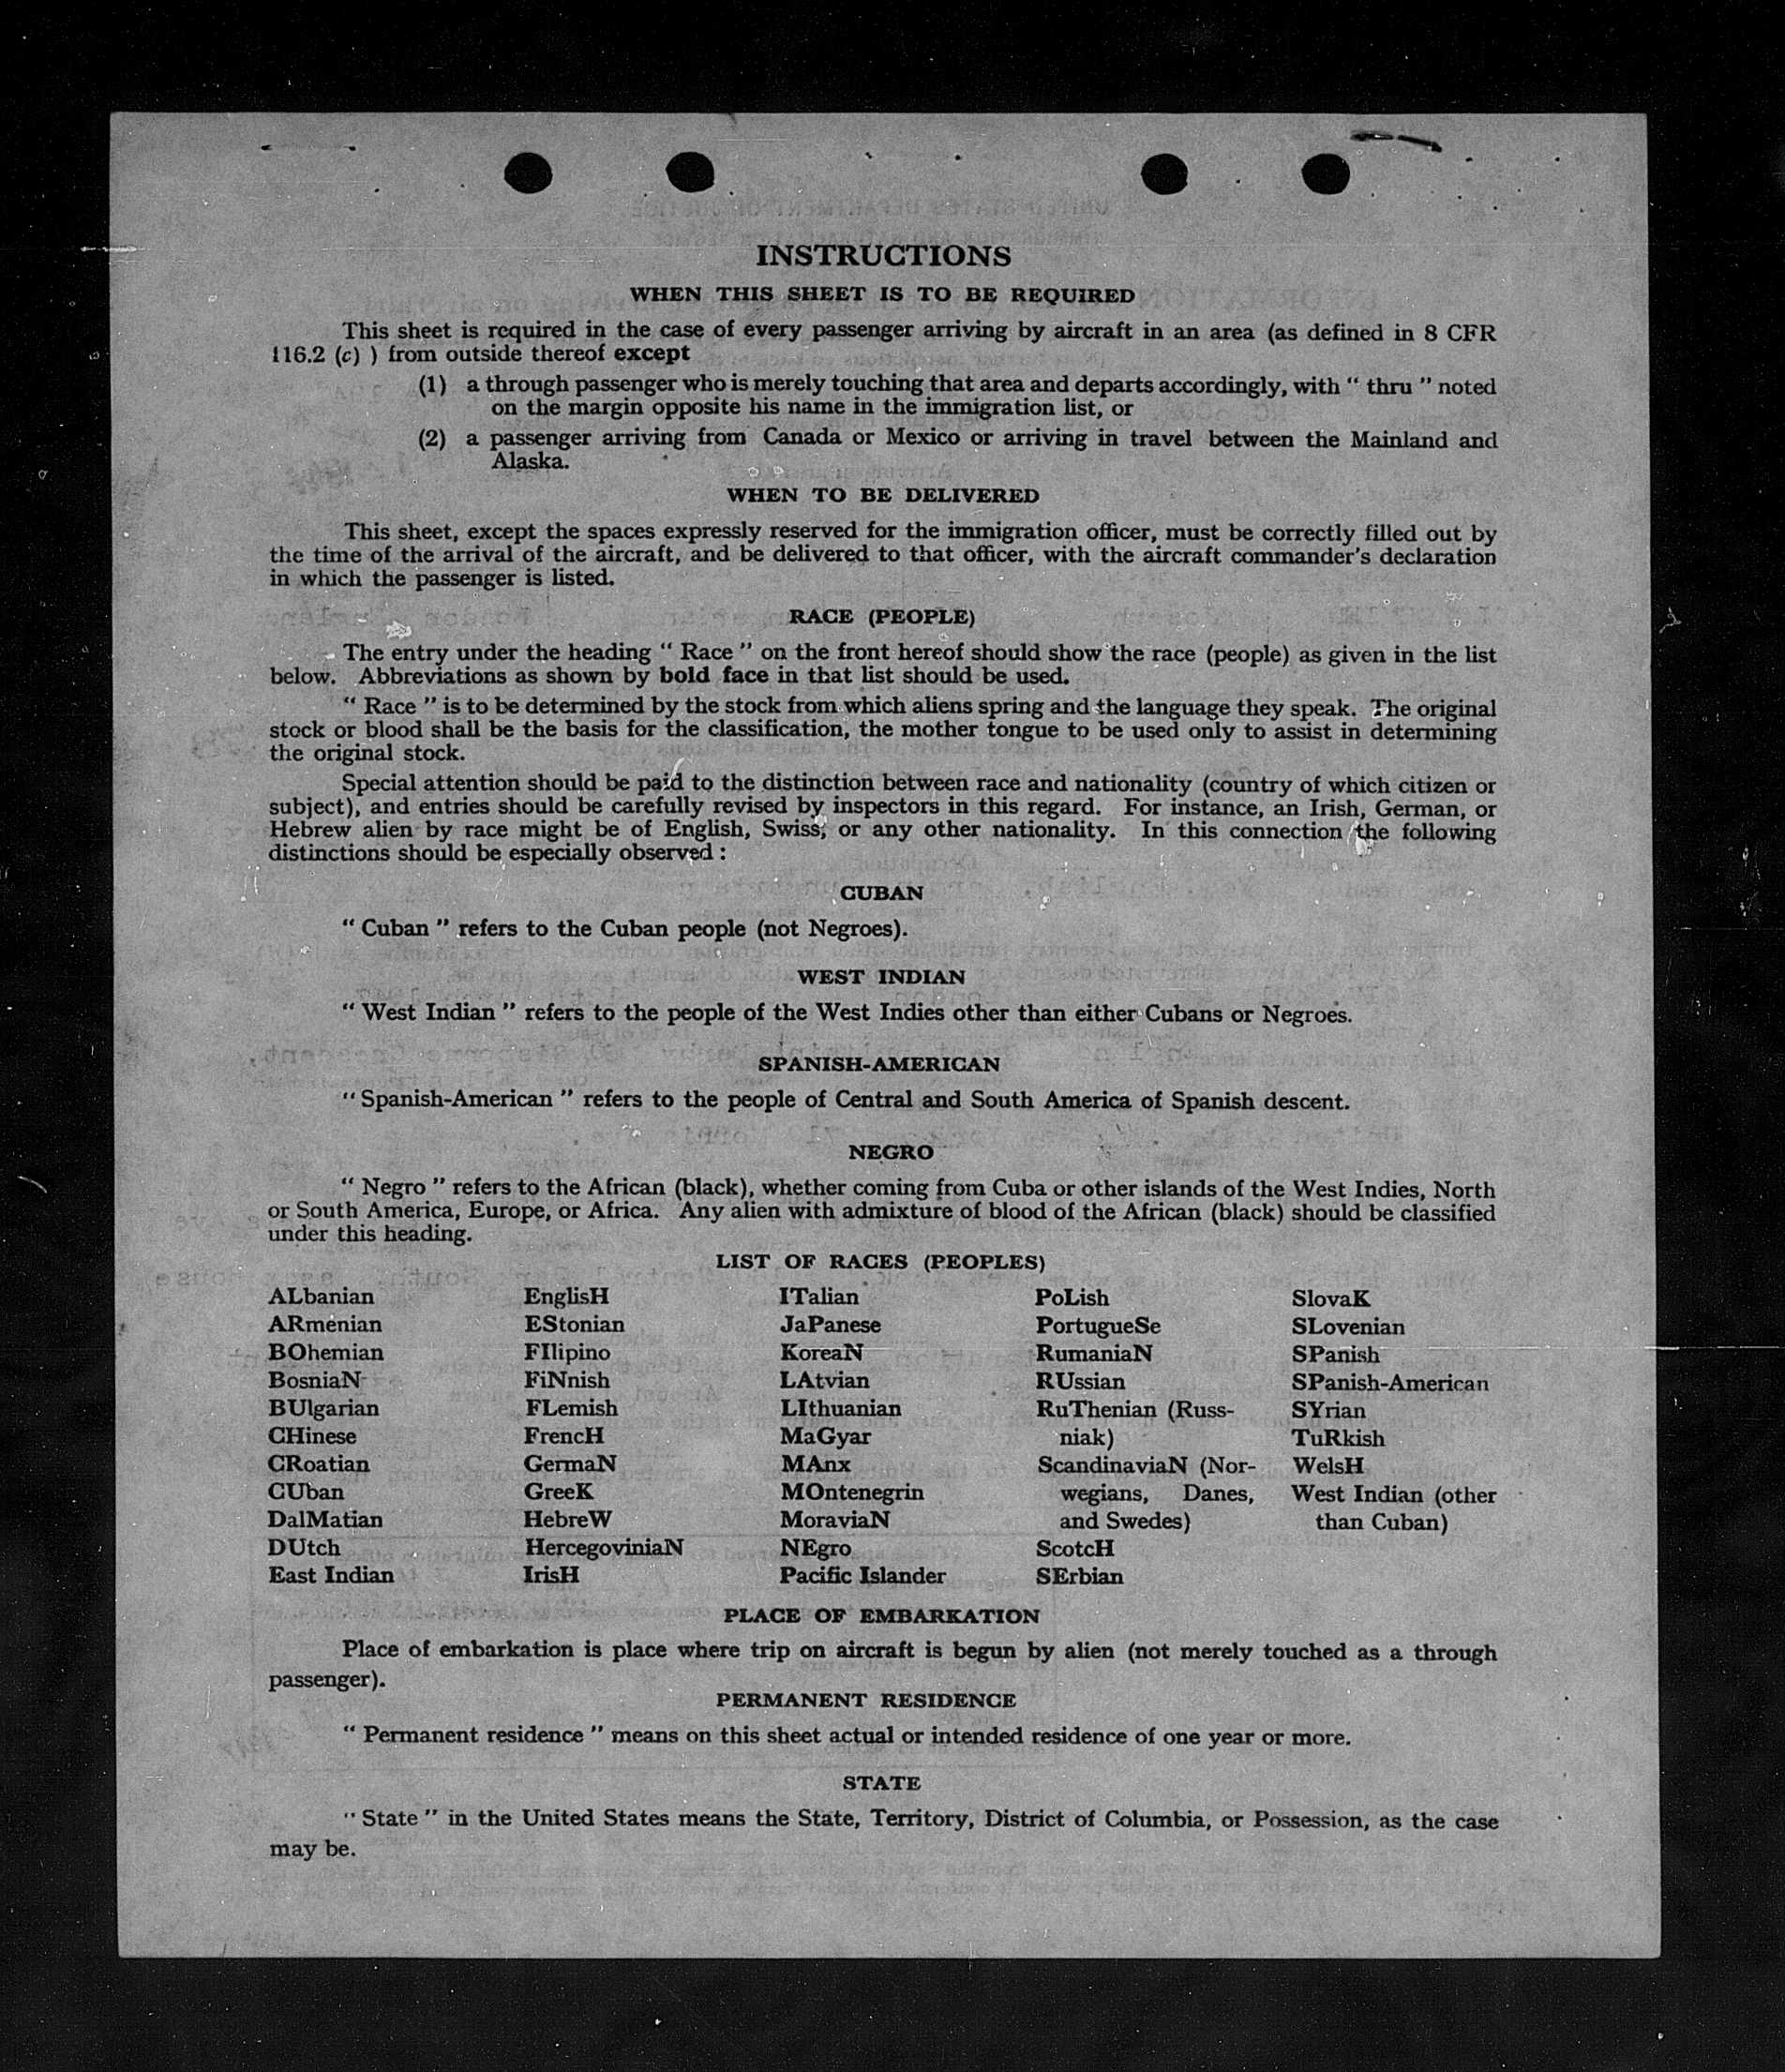 INSTRUCTIONS
WHEN THIS SHEET IS TO BE REQUIRED
This sheet is required in the case of every passenger arriving by aircraft in an area (as defined in 8 CFR
116.2 (c) ) from outside thereof except
(1) a through passenger who is merely touching that area and departs accordingly, with “ thru ” noted
on the margin opposite his name in the immigration list, or
(2) a passenger arriving from Canada or Mexico or arriving in travel between the Mainland and
Alaska.
WHEN TO BE DELIVERED
This sheet, except the spaces expressly reserved for the immigration officer, must be correctly filled out by
the time of the arrival of the aircraft, and be delivered to that officer, with the aircraft commander’s declaration
in which the passenger is listed.
RACE (PEOPLE)
The entry under the heading “ Race ” on the front hereof should show the race (people) as given in the list
below. Abbreviations as shown by bold face in that list should be used.
“ Race ” is to be determined by the stock from which aliens spring and the language they speak. The original
stock or blood shall be the basis for the classification, the mother tongue to be used only to assist in determining
the original stock.
Special attention should be paid to the distinction between race and nationality (country of which citizen or
subject), and entries should be carefully revised by inspectors in this regard. For instance, an Irish, German, or
Hebrew alien by race might be of English, Swiss, or any other nationality. In this connection the following
distinctions should be especially observed :
CUBAN
“ Cuban ” refers to the Cuban people (not Negroes).
WEST INDIAN
“ West Indian ” refers to the people of the West Indies other than either Cubans or Negroes.
SPANISH-AMERICAN
“ Spanish-American ” refers to the people of Central and South America of Spanish descent.
NEGRO
“ Negro ” refers to the African (black), whether coming from Cuba or other islands of the West Indies, North
or South America, Europe, or Africa. Any alien with admixture of blood of the African (black) should be classified
under this heading.
LIST OF RACES (PEOPLES)
ALbanian
ARmenian
BOhemian
BosniaN
BUlgarian
CHinese
CRoatian
CUban
DalMatian
DUtch
East Indian
EnglisH
EStonian
FIlipino
FiNnish
FLemish
FrencH
GermaN
GreeK
HebreW
HercegoviniaN
IrisH
ITalian
JaPanese
KoreaN
LAtvian
LIthuanian
MaGyar
MAnx
MOntenegrin
MoraviaN
NEgro
Pacific Islander
PoLish
PortugueSe
RumaniaN
RUssian
RuThenian (Russ-
niak)
ScandinaviaN (Nor-
wegians, Danes,
and Swedes)
ScotcH
SErbian
SlovaK
SLovenian
SPanish
SPanish-American
SYrian
TuRkish
WelsH
West Indian (other
than Cuban)
PLACE OF EMBARKATION
Place of embarkation is place where trip on aircraft is begun by alien (not merely touched as a through
passenger).
PERMANENT RESIDENCE
“ Permanent residence ” means on this sheet actual or intended residence of one year or more.
STATE
“ State ” in the United States means the State, Territory, District of Columbia, or Possession, as the case
may be.